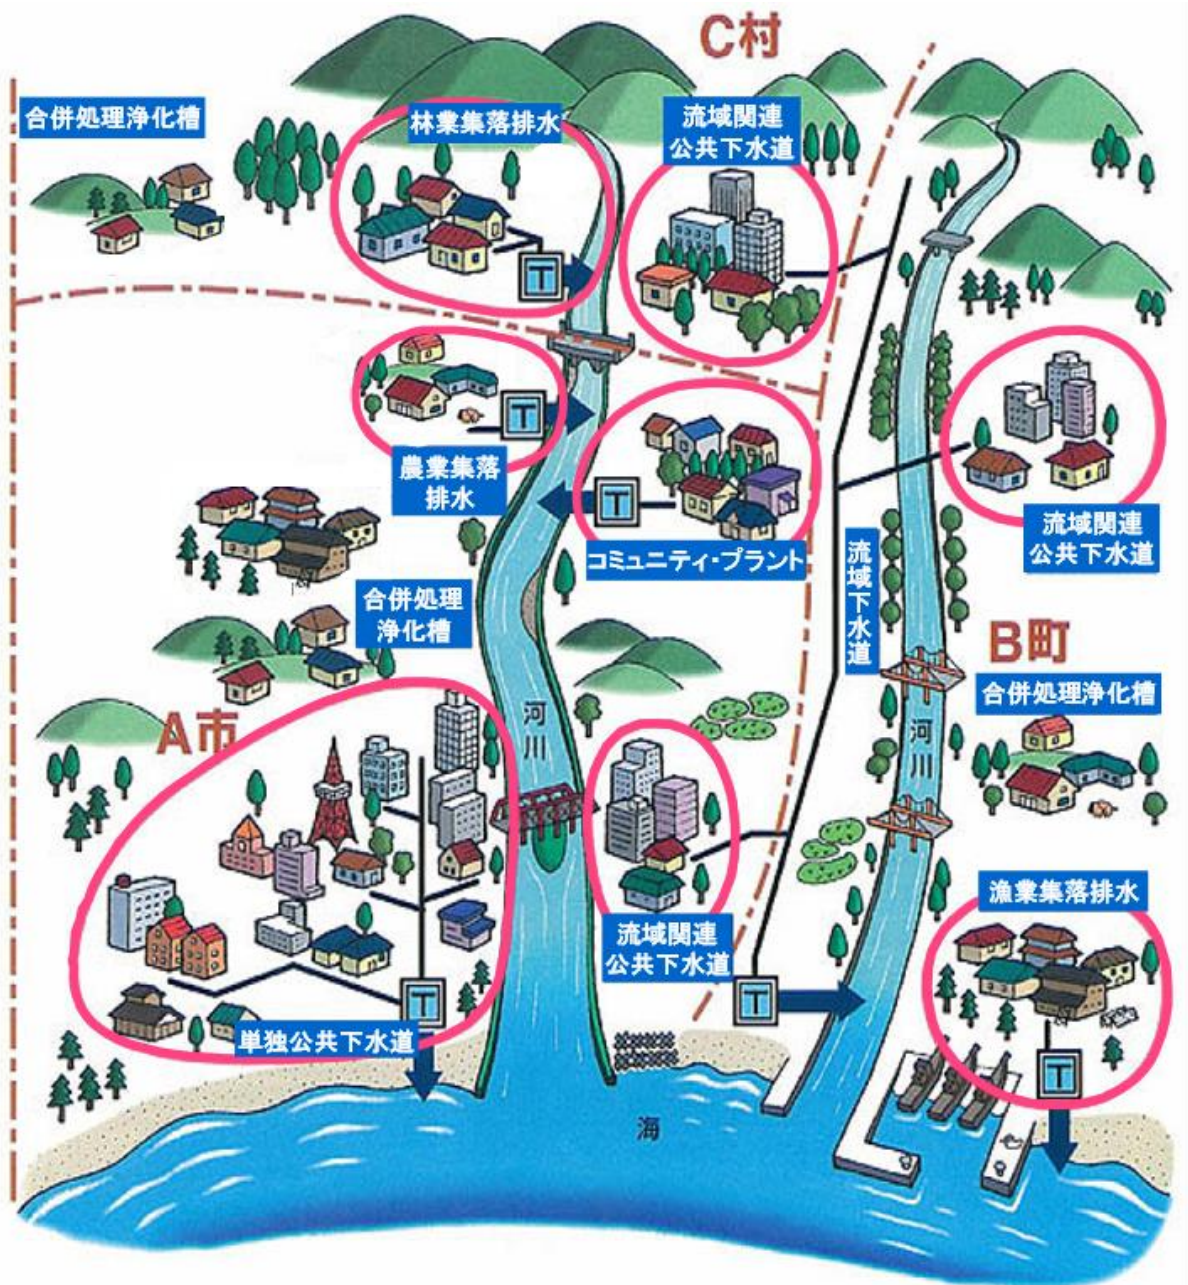 C村
合併処理浄化槽
林業集落排水
流域関連
公共下水道
T
農業集落
排水
T
コミュニティ・プラント
T
流域関連
公共下水道
流域下水道
合併処理
浄化槽
B町
合併処理浄化槽
A市
河川
河川
漁業集落排水
流域関連
公共下水道
T
T
単独公共下水道
T
海